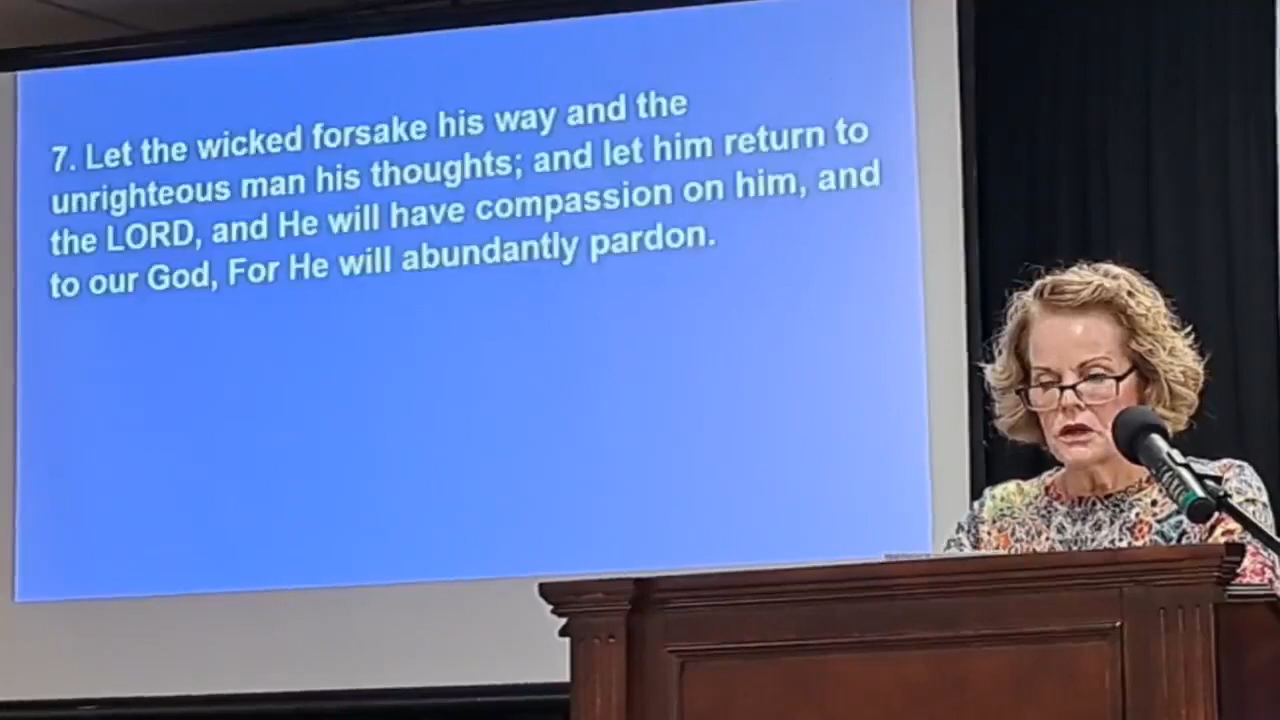 7. Let the wicked forsake his way and the
unrighteous man his thoughts; and let him return to
the LORD, and He will have compassion on him, and
to our God, For He will abundantly pardon.